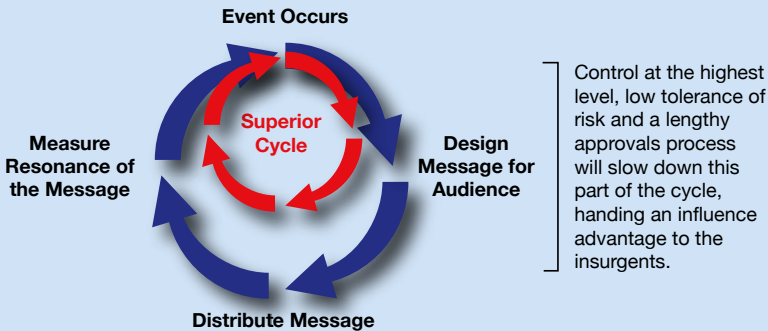 Event Occurs
Superior
Cycle
Measure
Resonance of
the Message
Design
Message for
Audience
Control at the highest
level, low tolerance of
risk and a lengthy
approvals process
will slow down this
part of the cycle,
handing an influence
advantage to the
insurgents.
Distribute Message